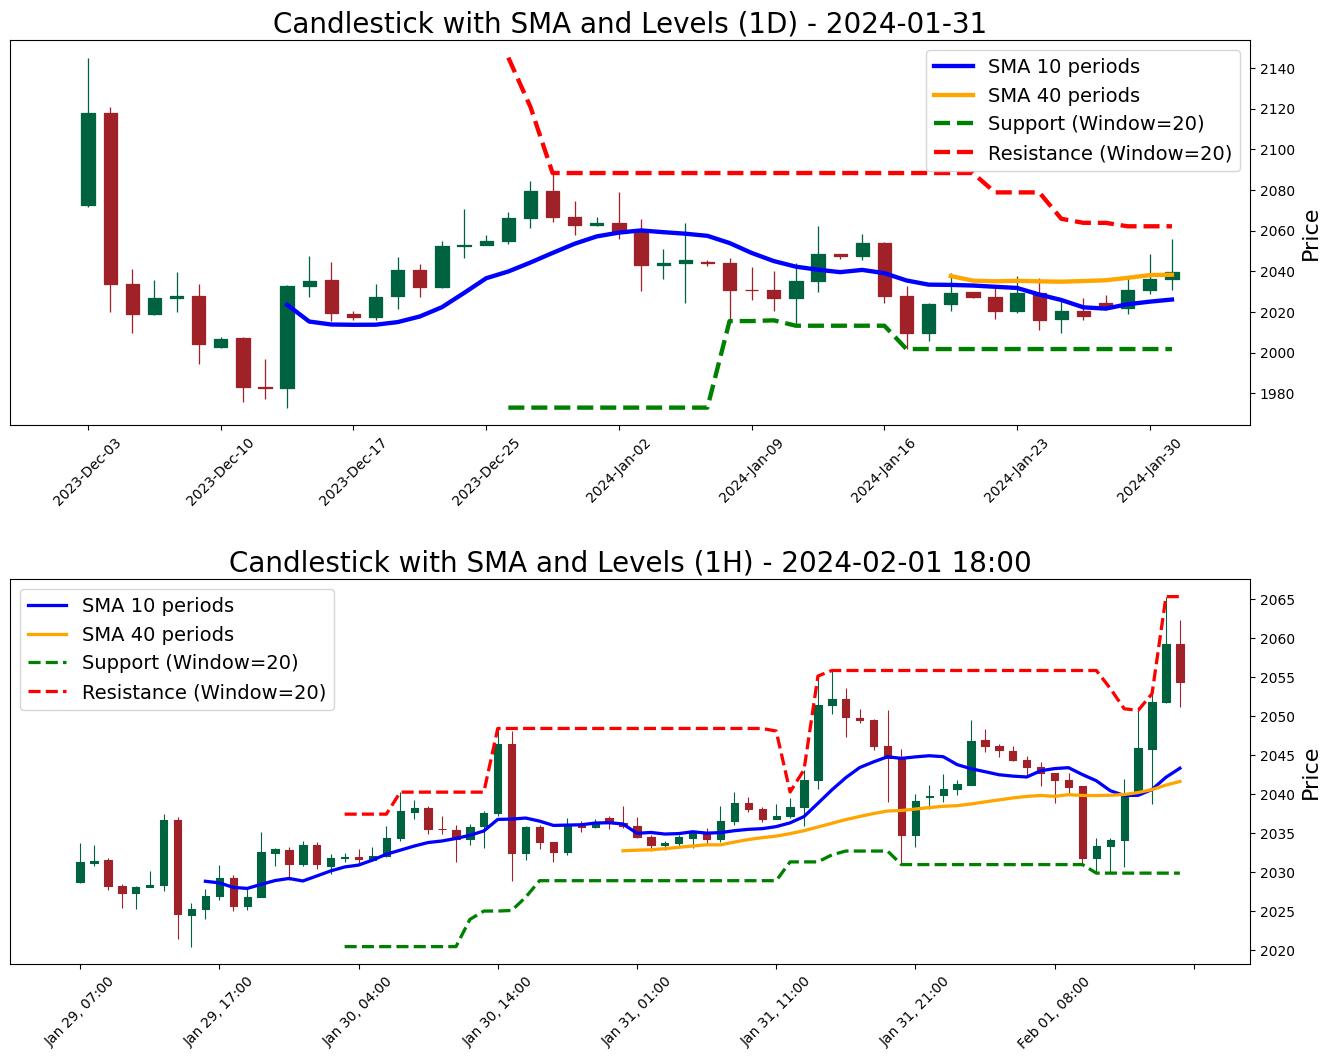 Candlestick with SMA and Levels (1D) - 2024-01-31
SMA 10 periods
SMA 40 periods
Support (Window=20)
Resistance (Window=20)
2140
2120
2100
2080
2060
2040
2020
2000
1980
Price
2023-Dec-03
2023-Dec-10
2023-Dec-17
2023-Dec-25
2024-Jan-02
2024-Jan-09
2024-Jan-16
2024-Jan-23
2024-Jan-30
Candlestick with SMA and Levels (1H) - 2024-02-01 18:00
SMA 10 periods
SMA 40 periods
Support (Window=20)
Resistance (Window=20)
2065
2060
2055
2050
2045
2040
2035
2030
2025
2020
Price
Jan 29, 07:00
Jan 29, 17:00
Jan 30, 04:00
Jan 30, 14:00
Jan 31, 01:00
Jan 31, 11:00
Jan 31, 21:00
Feb 01, 08:00